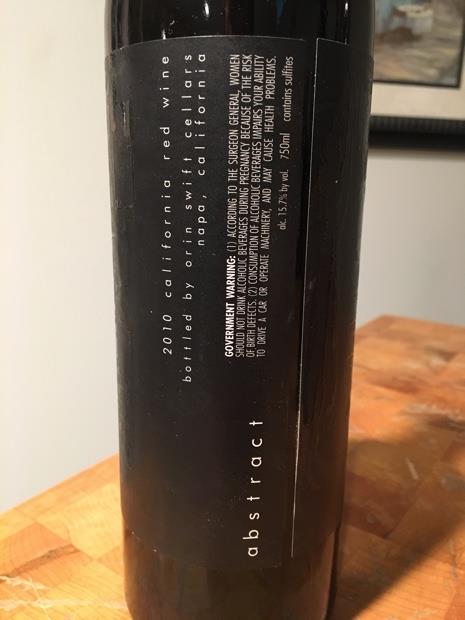 2010 california red wine
bottled by orin swift cellars
napa, california
GOVERNMENT WARNING: (1) ACCORDING TO THE SURGEON GENERAL, WOMEN
SHOULD NOT DRINK ALCOHOLIC BEVERAGES DURING PREGNANCY BECAUSE OF THE RISK
OF BIRTH DEFECTS. (2) CONSUMPTION OF ALCOHOLIC BEVERAGES IMPAIRS YOUR ABILITY
TO DRIVE A CAR OR OPERATE MACHINERY, AND MAY CAUSE HEALTH PROBLEMS.
alc. 15.7% by vol. 750ml contains sulfites
abstract